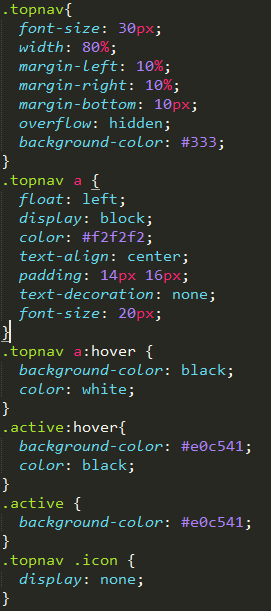 .topnav{
  font-size: 30px;
  width: 80%;
  margin-left: 10%;
  margin-right: 10%;
  margin-bottom: 10px;
  overflow: hidden;
  background-color: #333;
}
.topnav a {
  float: left;
  display: block;
  color: #f2f2f2;
  text-align: center;
  padding: 14px 16px;
  text-decoration: none;
  font-size: 20px;
}
.topnav a:hover {
  background-color: black;
  color: white;
}
.active:hover{
  background-color: #e0c541;
  color: black;
}
.active {
  background-color: #e0c541;
}
.topnav .icon {
  display: none;
}